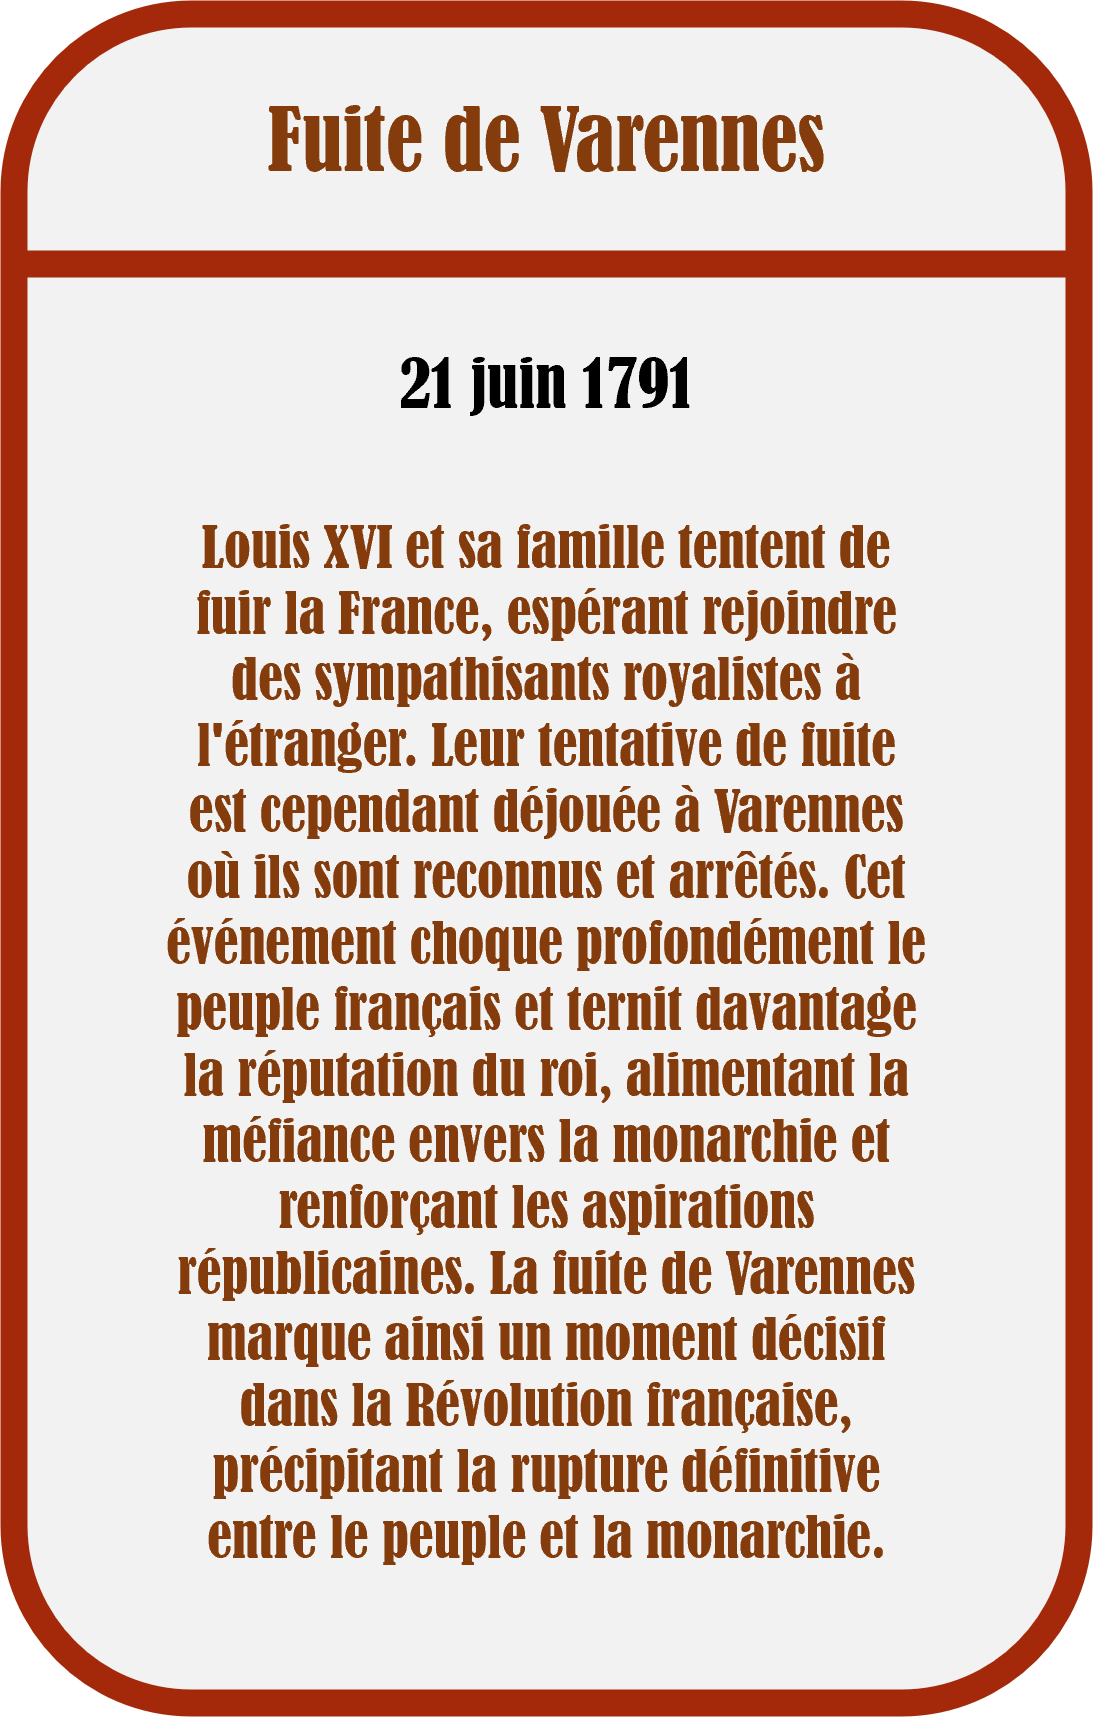 Fuite de Varennes
21 juin 1791
Louis XVI et sa famille tentent de
fuir la France, espérant rejoindre
des sympathisants royalistes à
l'étranger. Leur tentative de fuite
est cependant déjouée à Varennes
où ils sont reconnus et arrêtés. Cet
événement choque profondément le
peuple français et ternit davantage
la réputation du roi, alimentant la
méfiance envers la monarchie et
renforçant les aspirations
républicaines. La fuite de Varennes
marque ainsi un moment décisif
dans la Révolution française,
précipitant la rupture définitive
entre le peuple et la monarchie.